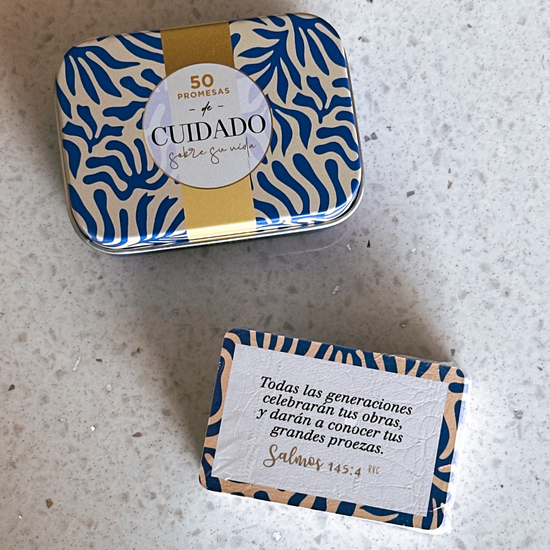 50
PROMESAS
- de -
CUIDADO
sobre su vida
Todas las generaciones
celebrarán tus obras,
y darán a conocer tus
grandes proezas.
Salmos 145:4 RVC